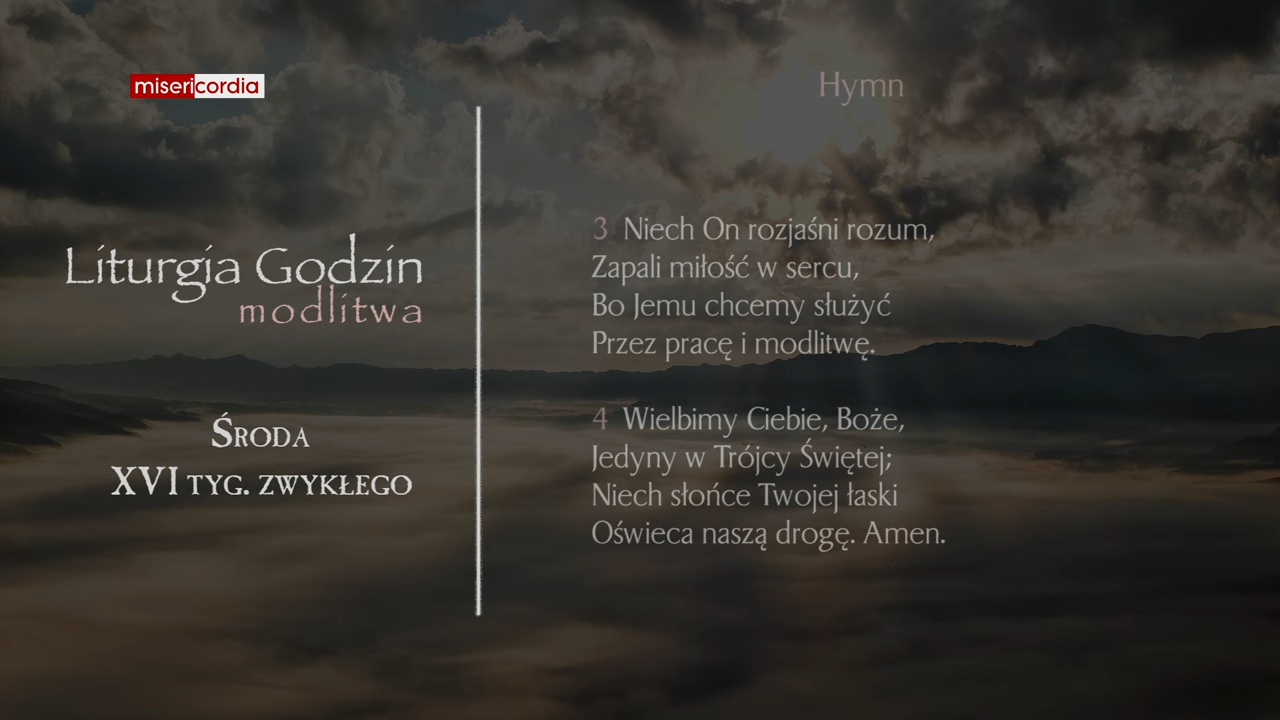 misericordia
Liturgia Godzin
modlitwa
Środa
XVI tyg. zwykłego
Hymn
3 Niech On rozjaśni rozum,
Zapali miłość w sercu,
Bo Jemu chcemy służyć
Przez pracę i modlitwę.
4 Wielbimy Ciebie, Boże,
Jedyny w Trójcy Świętej;
Niech słońce Twojej łaski
Oświeca naszą drogę. Amen.